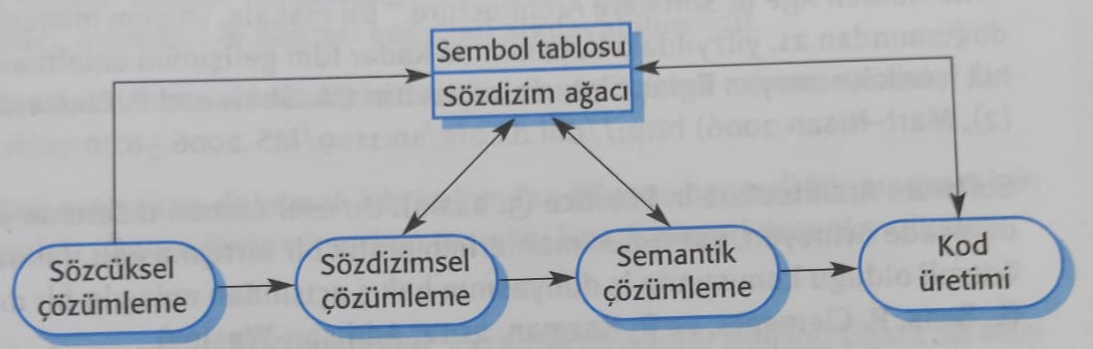 Sembol tablosu
Sözdizim ağacı
Sözcüksel
çözümleme
Sözdizimsel
çözümleme
Semantik
çözümleme
Kod
üretimi